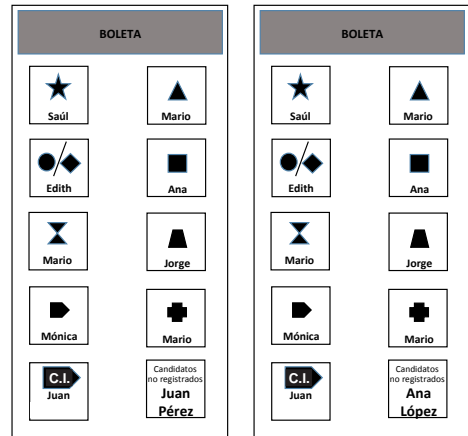 BOLETA
Saúl
Mario
Edith
Ana
Mario
Jorge
Mónica
Mario
C.I.
Juan
Candidatos
no registrados
Juan
Pérez
BOLETA
Saúl
Mario
Edith
Ana
Mario
Jorge
Mónica
Mario
C.I.
Juan
Candidatos
no registrados
Ana
López